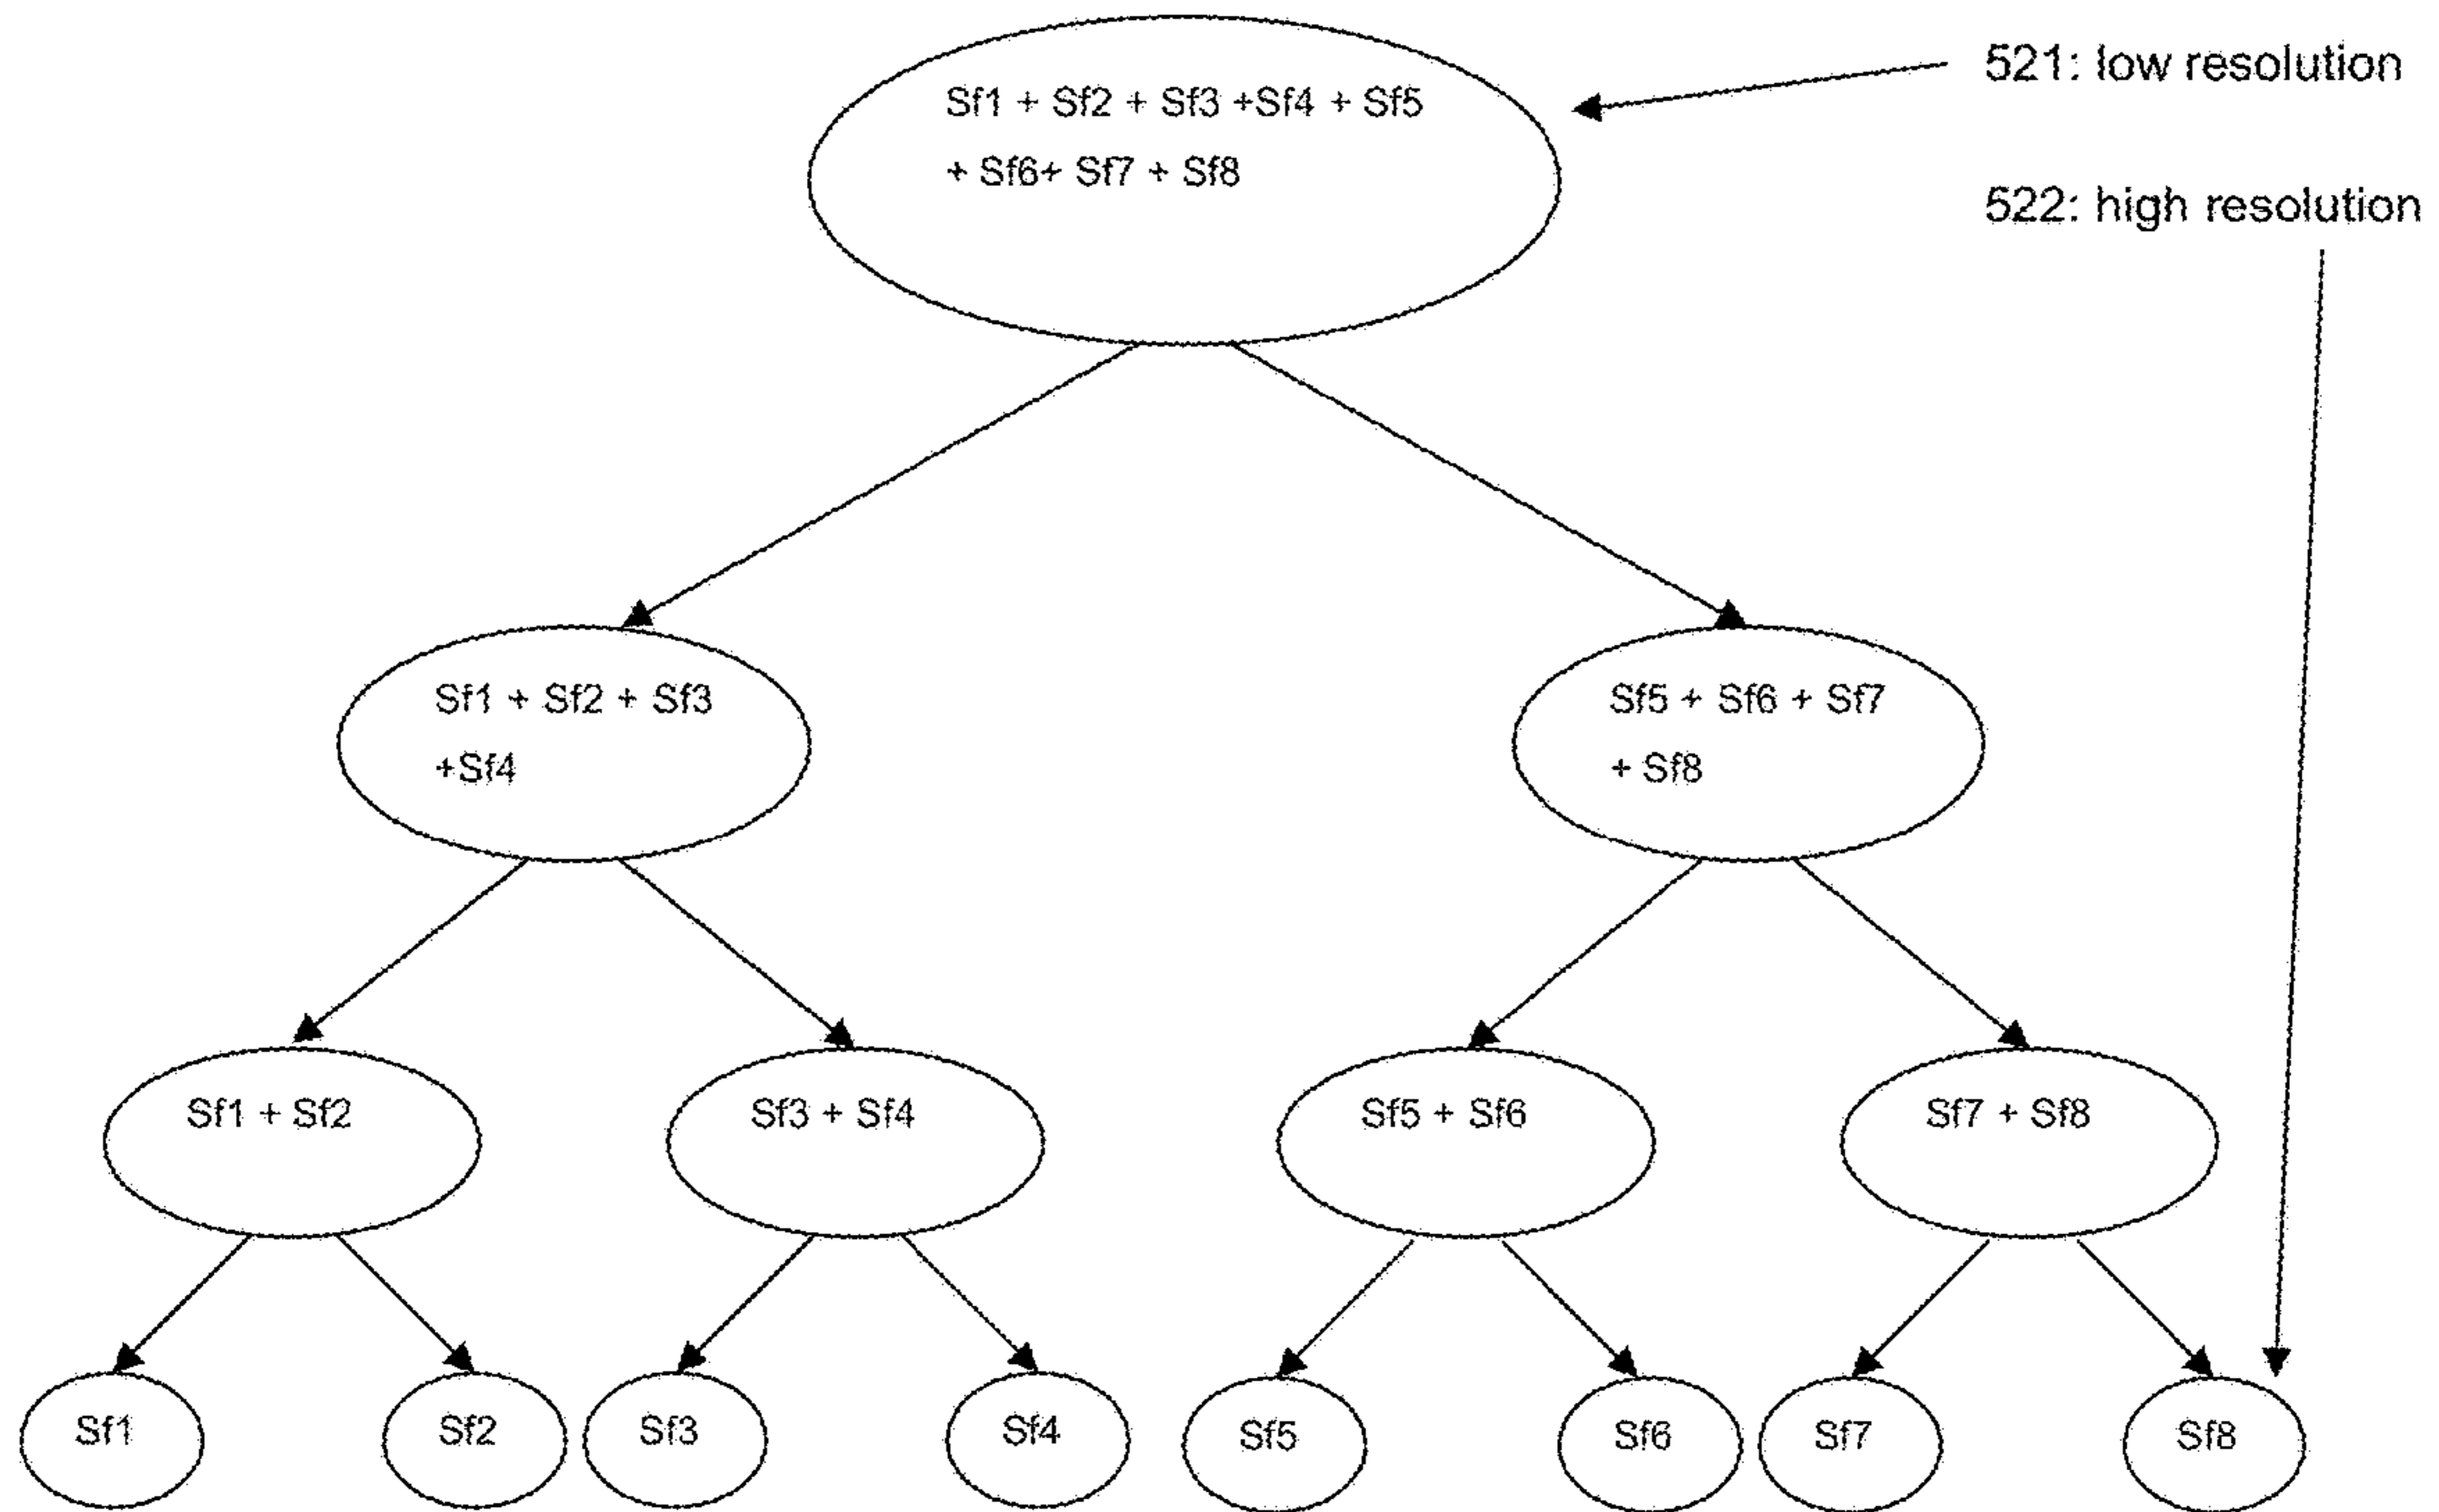 Sf1 + Sf2 + Sf3 +Sf4 + Sf5
+ Sf6+ Sf7 + Sf8
521: low resolution
522: high resolution
Sf1 + Sf2 + Sf3
+Sf4
Sf5 + Sf6 + Sf7
+ Sf8
Sf1 + Sf2
Sf3 + Sf4
Sf5 + Sf6
Sf7 + Sf8
Sf1
Sf2
Sf3
Sf4
Sf5
Sf6
Sf7
Sf8